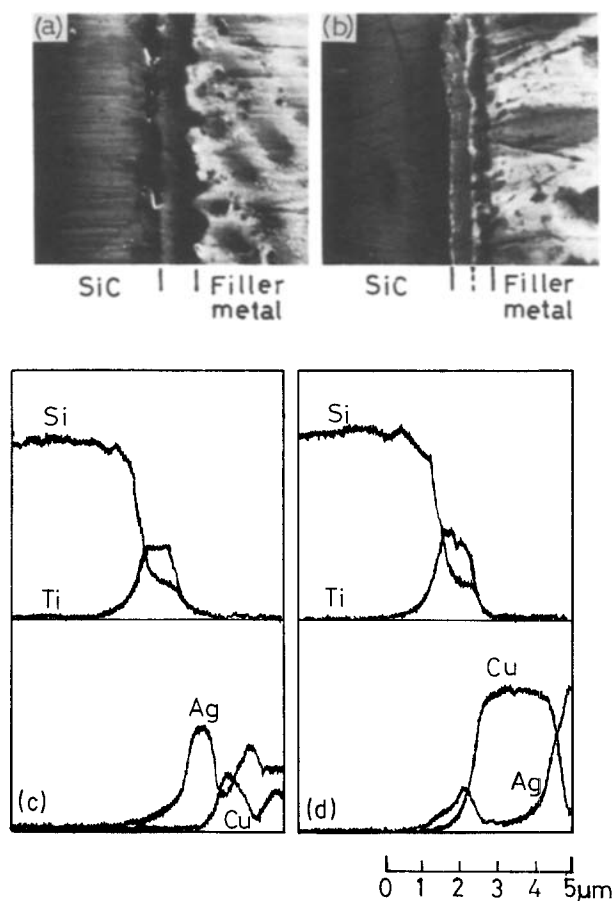 (a)
(b)
SiC
Filler
metal
SiC
Filler
metal
Si
Ti
Si
Ti
Ag
Cu
(c)
Cu
Ag
(d)
0 1 2 3 4 5μm